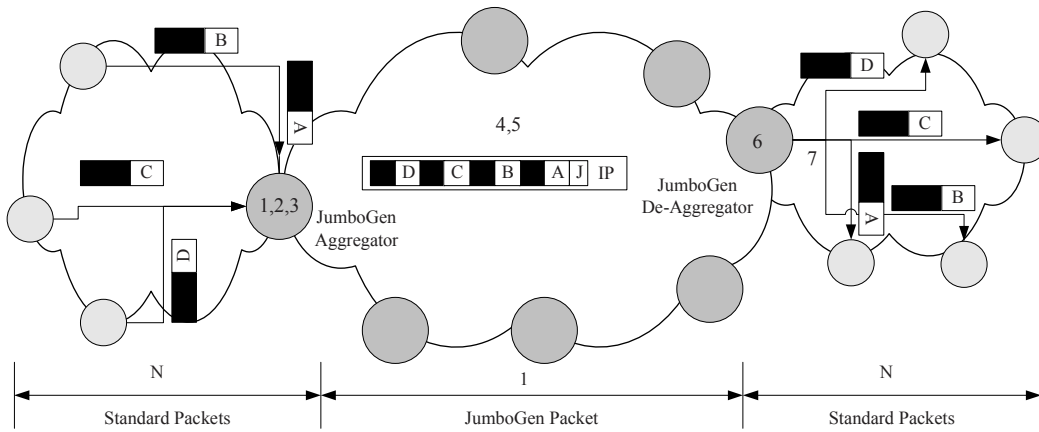 B
A
C
D
1,2,3
JumboGen
Aggregator
4,5
D C B A J IP
JumboGen
De-Aggregator
6
7
D
C
A
B
N
Standard Packets
1
JumboGen Packet
N
Standard Packets